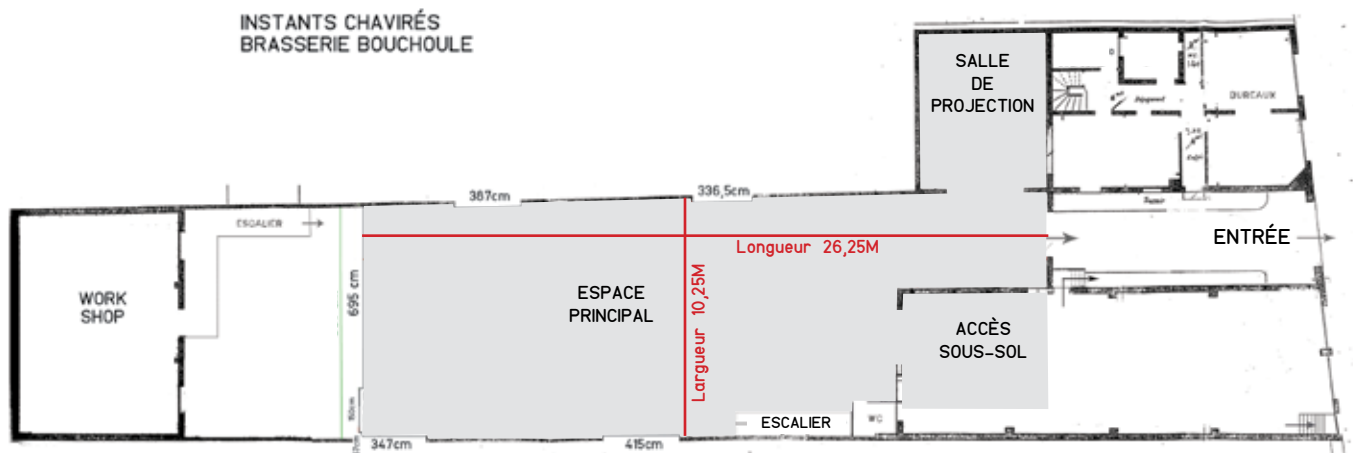 INSTANTS CHAVIRÉS
BRASSERIE BOUCHOULE
SALLE
DE
PROJECTION
BUREAUX
387cm
336,5cm
ESCALIER
Longueur 26,25M
ENTRÉE
WORK
SHOP
695 cm
ESPACE
PRINCIPAL
Largueur 10,25M
ACCÈS
SOUS-SOL
ESCALIER
WC
347cm
415cm